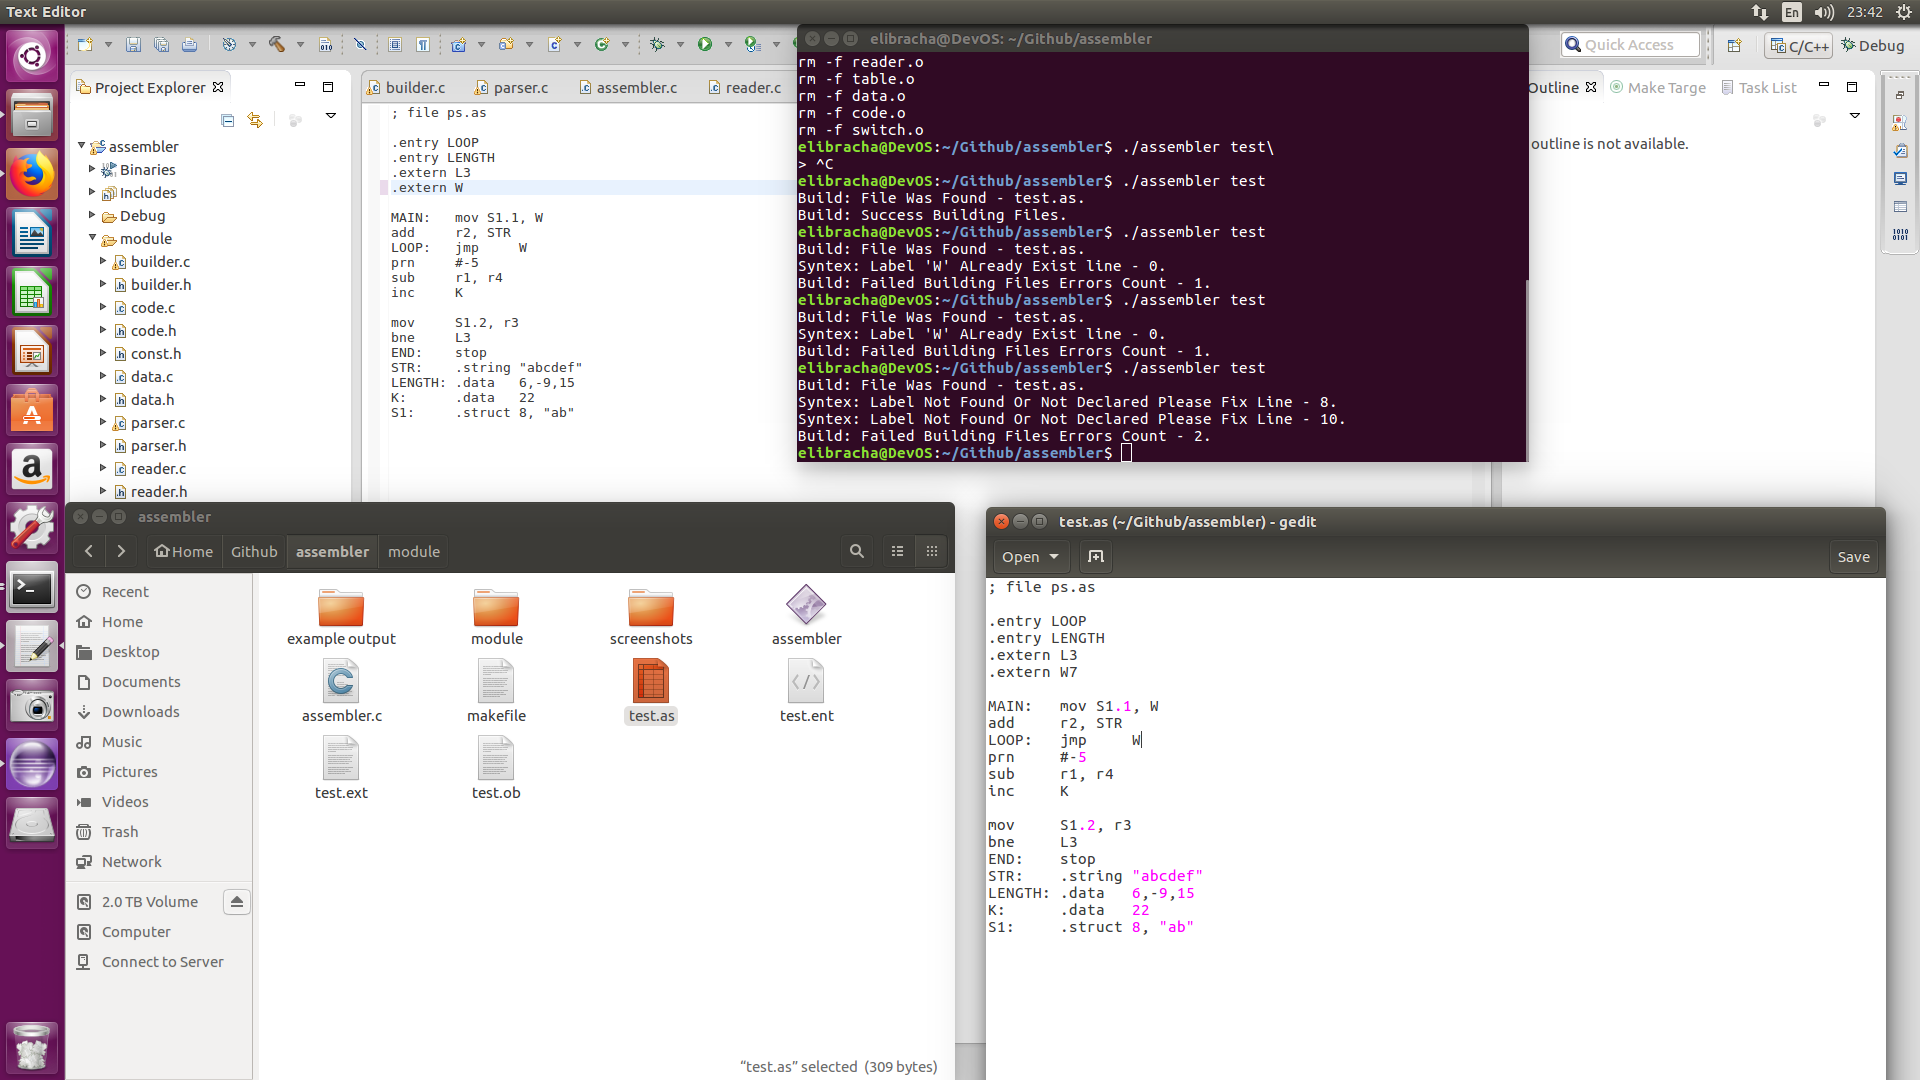 Text Editor
En
23:42
Quick Access
C/C++
Debug
Project Explorer
assembler
Binaries
Includes
Debug
module
builder.c
builder.h
code.c
code.h
const.h
data.c
data.h
parser.c
parser.h
reader.c
reader.h
builder.c
parser.c
assembler.c
reader.c
; file ps.as
.entry LOOP
.entry LENGTH
.extern L3
.extern W
MAIN:   mov S1.1, W
add     r2, STR
LOOP:   jmp     W
prn     #-5
sub     r1, r4
inc     K
mov     S1.2, r3
bne     L3
END:    stop
STR:    .string "abcdef"
LENGTH: .data   6,-9,15
K:      .data   22
S1:     .struct 8, "ab"
elibracha@DevOS: ~/Github/assembler
rm -f reader.o
rm -f table.o
rm -f data.o
rm -f code.o
rm -f switch.o
elibracha@DevOS:~/Github/assembler$ ./assembler test\
> ^C
elibracha@DevOS:~/Github/assembler$ ./assembler test
Build: File Was Found - test.as.
Build: Success Building Files.
elibracha@DevOS:~/Github/assembler$ ./assembler test
Build: File Was Found - test.as.
Syntex: Label 'W' ALready Exist line - 0.
Build: Failed Building Files Errors Count - 1.
elibracha@DevOS:~/Github/assembler$ ./assembler test
Build: File Was Found - test.as.
Syntex: Label 'W' ALready Exist line - 0.
Build: Failed Building Files Errors Count - 1.
elibracha@DevOS:~/Github/assembler$ ./assembler test
Build: File Was Found - test.as.
Syntex: Label Not Found Or Not Declared Please Fix Line - 8.
Syntex: Label Not Found Or Not Declared Please Fix Line - 10.
Build: Failed Building Files Errors Count - 2.
elibracha@DevOS:~/Github/assembler$
Outline
Make Targe
Task List
outline is not available.
assembler
Home
Github
assembler
module
Recent
Home
Desktop
Documents
Downloads
Music
Pictures
Videos
Trash
Network
2.0 TB Volume
Computer
Connect to Server
example output
module
screenshots
assembler
assembler.c
makefile
test.as
test.ent
test.ext
test.ob
"test.as" selected (309 bytes)
test.as (~/Github/assembler) - gedit
Open
Save
; file ps.as
.entry LOOP
.entry LENGTH
.extern L3
.extern W7
MAIN:   mov S1.1, W
add     r2, STR
LOOP:   jmp     W
prn     #-5
sub     r1, r4
inc     K
mov     S1.2, r3
bne     L3
END:    stop
STR:    .string "abcdef"
LENGTH: .data   6,-9,15
K:      .data   22
S1:     .struct 8, "ab"